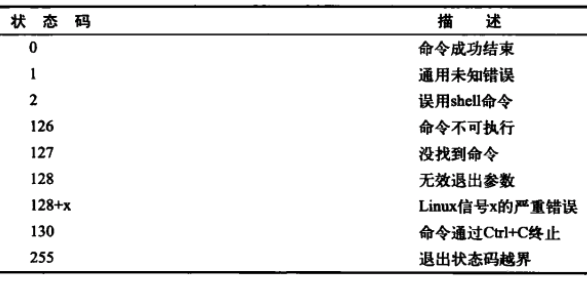 状 态 码 描 述
0 命令成功结束
1 通用未知错误
2 误用shell命令
126 命令不可执行
127 没找到命令
128 无效退出参数
128+x Linux信号x的严重错误
130 命令通过Ctrl+C终止
255 退出状态码越界